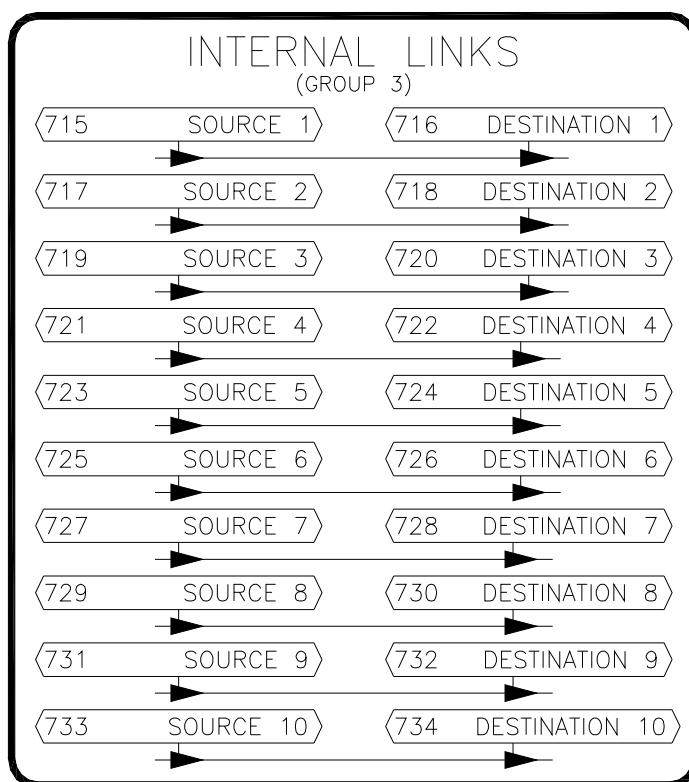 INTERNAL LINKS
(GROUP 3)
715 SOURCE 1 716 DESTINATION 1
717 SOURCE 2 718 DESTINATION 2
719 SOURCE 3 720 DESTINATION 3
721 SOURCE 4 722 DESTINATION 4
723 SOURCE 5 724 DESTINATION 5
725 SOURCE 6 726 DESTINATION 6
727 SOURCE 7 728 DESTINATION 7
729 SOURCE 8 730 DESTINATION 8
731 SOURCE 9 732 DESTINATION 9
733 SOURCE 10 734 DESTINATION 10